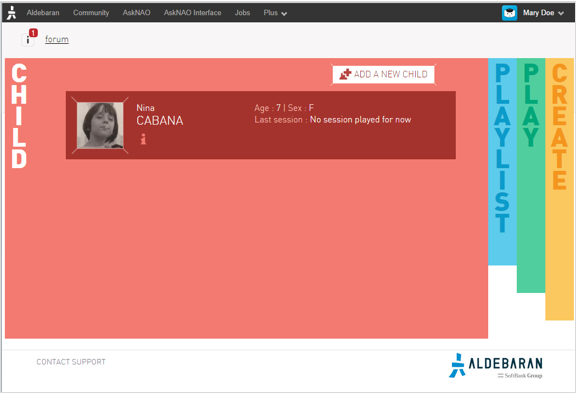 Aldebaran Community AskNAO AskNAO Interface Jobs Plus Mary Doe
1
i forum
CHILD
ADD A NEW CHILD
Nina
CABANA
i
Age : 7 | Sex : F
Last session : No session played for now
PLAYLIST
PLAY
CREATE
CONTACT SUPPORT
ALDEBARAN
SoftBank Group